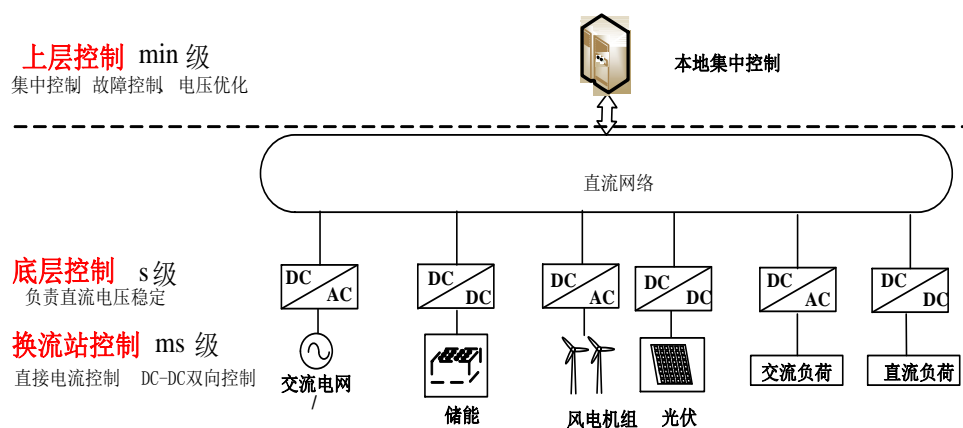 上层控制 min 级
集中控制 故障控制、电压优化
本地集中控制
直流网络
底层控制 s级
负责直流电压稳定
换流站控制 ms 级
直接电流控制 DC-DC双向控制
DC AC
DC DC
DC AC
DC DC
DC AC
DC DC
交流电网
储能
风电机组
光伏
交流负荷
直流负荷